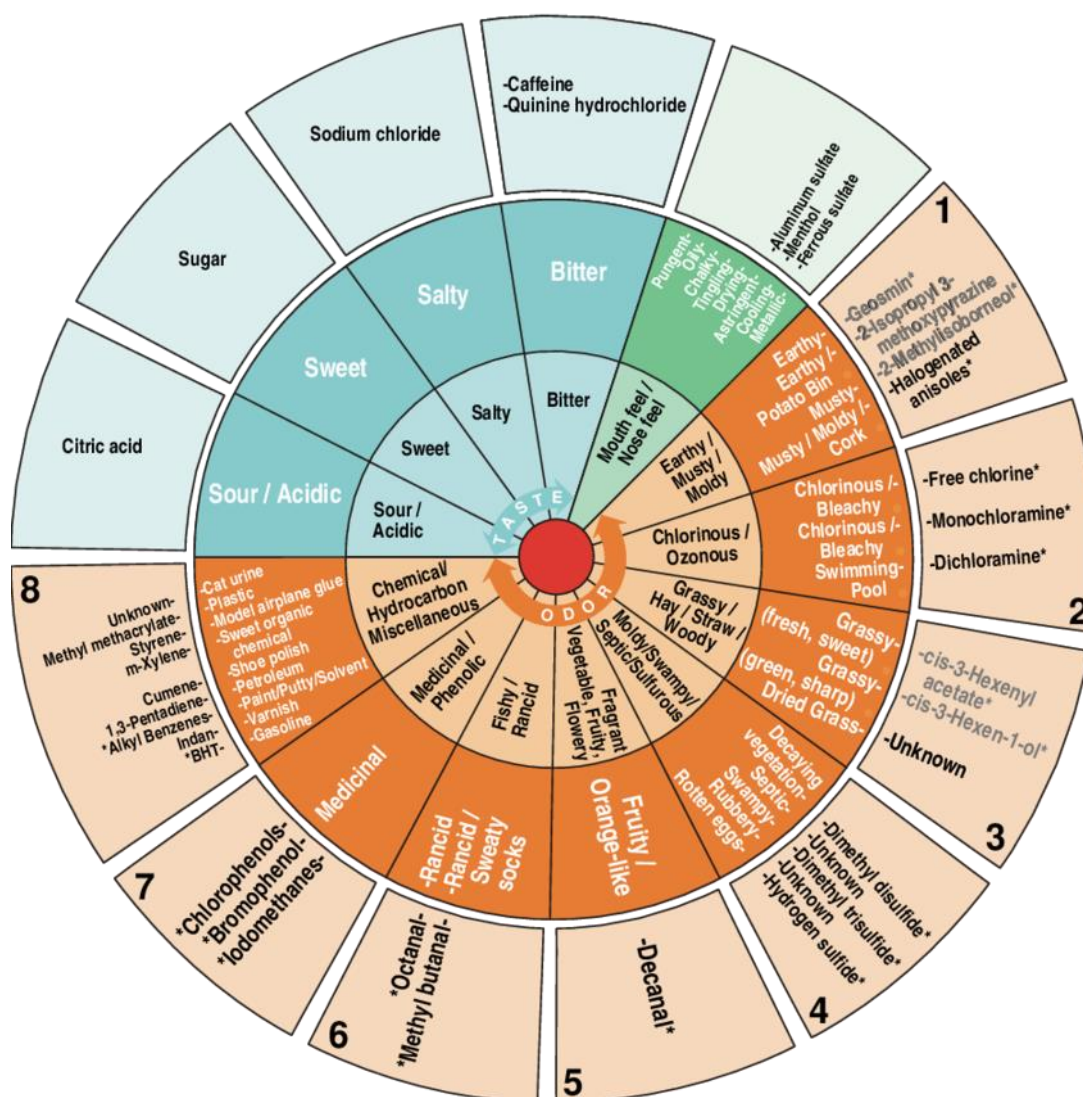 -Caffeine
-Quinine hydrochloride
Sodium chloride
Sugar
Citric acid
-Aluminum sulfate
-Menthol
-Ferrous sulfate
1
-Geosmin*
-2-Isopropyl 3-
methoxypyrazine
-2-Methylisoborneol*
-Halogenated
anisoles*
-Free chlorine*
-Monochloramine*
-Dichloramine*
2
-cis-3-Hexenyl
acetate*
-cis-3-Hexen-1-ol*
-Unknown
3
-Dimethyl disulfide*
-Unknown
-Dimethyl trisulfide*
-Unknown
-Hydrogen sulfide*
4
-Decanal*
5
*Octanal-
*Methyl butanal-
6
*Chlorophenols-
*Bromophenol-
*Iodomethanes-
7
8
Unknown-
Methyl methacrylate-
Styrene-
m-Xylene-
Cumene-
1,3-Pentadiene-
*Alkyl Benzenes-
Indan-
*BHT-
Sour / Acidic
Sweet
Salty
Bitter
Pungent-
Oily-
Chalky-
Tingling-
Drying-
Astringent-
Cooling-
Metallic-
Earthy-
Earthy /-
Potato Bin
Musty-
Musty / Moldy /-
Cork
Chlorinous /-
Bleachy
Chlorinous /-
Bleachy
Swimming-
Pool
Grassy-
(fresh, sweet)
Grassy-
(green, sharp)
Dried Grass-
Decaying
vegetation-
Septic-
Swampy-
Rubbery-
Rotten eggs-
Fruity /
Orange-like
-Rancid
-Rancid /
Sweaty
socks
Medicinal
-Cat urine
-Plastic
-Model airplane glue
-Sweet organic
chemical
-Shoe polish
-Petroleum
-Paint/Putty/Solvent
-Varnish
-Gasoline
Sour /
Acidic
Sweet
Salty
Bitter
Mouth feel /
Nose feel
Earthy /
Musty /
Moldy
Chlorinous /
Ozonous
Grassy /
Hay / Straw /
Woody
Moldy/Swampy/
Septic/Sulfurous
Fragrant
Vegetable, Fruity,
Flowery
Fishy /
Rancid
Medicinal /
Phenolic
Chemical/
Hydrocarbon
Miscellaneous
TASTE
ODOR